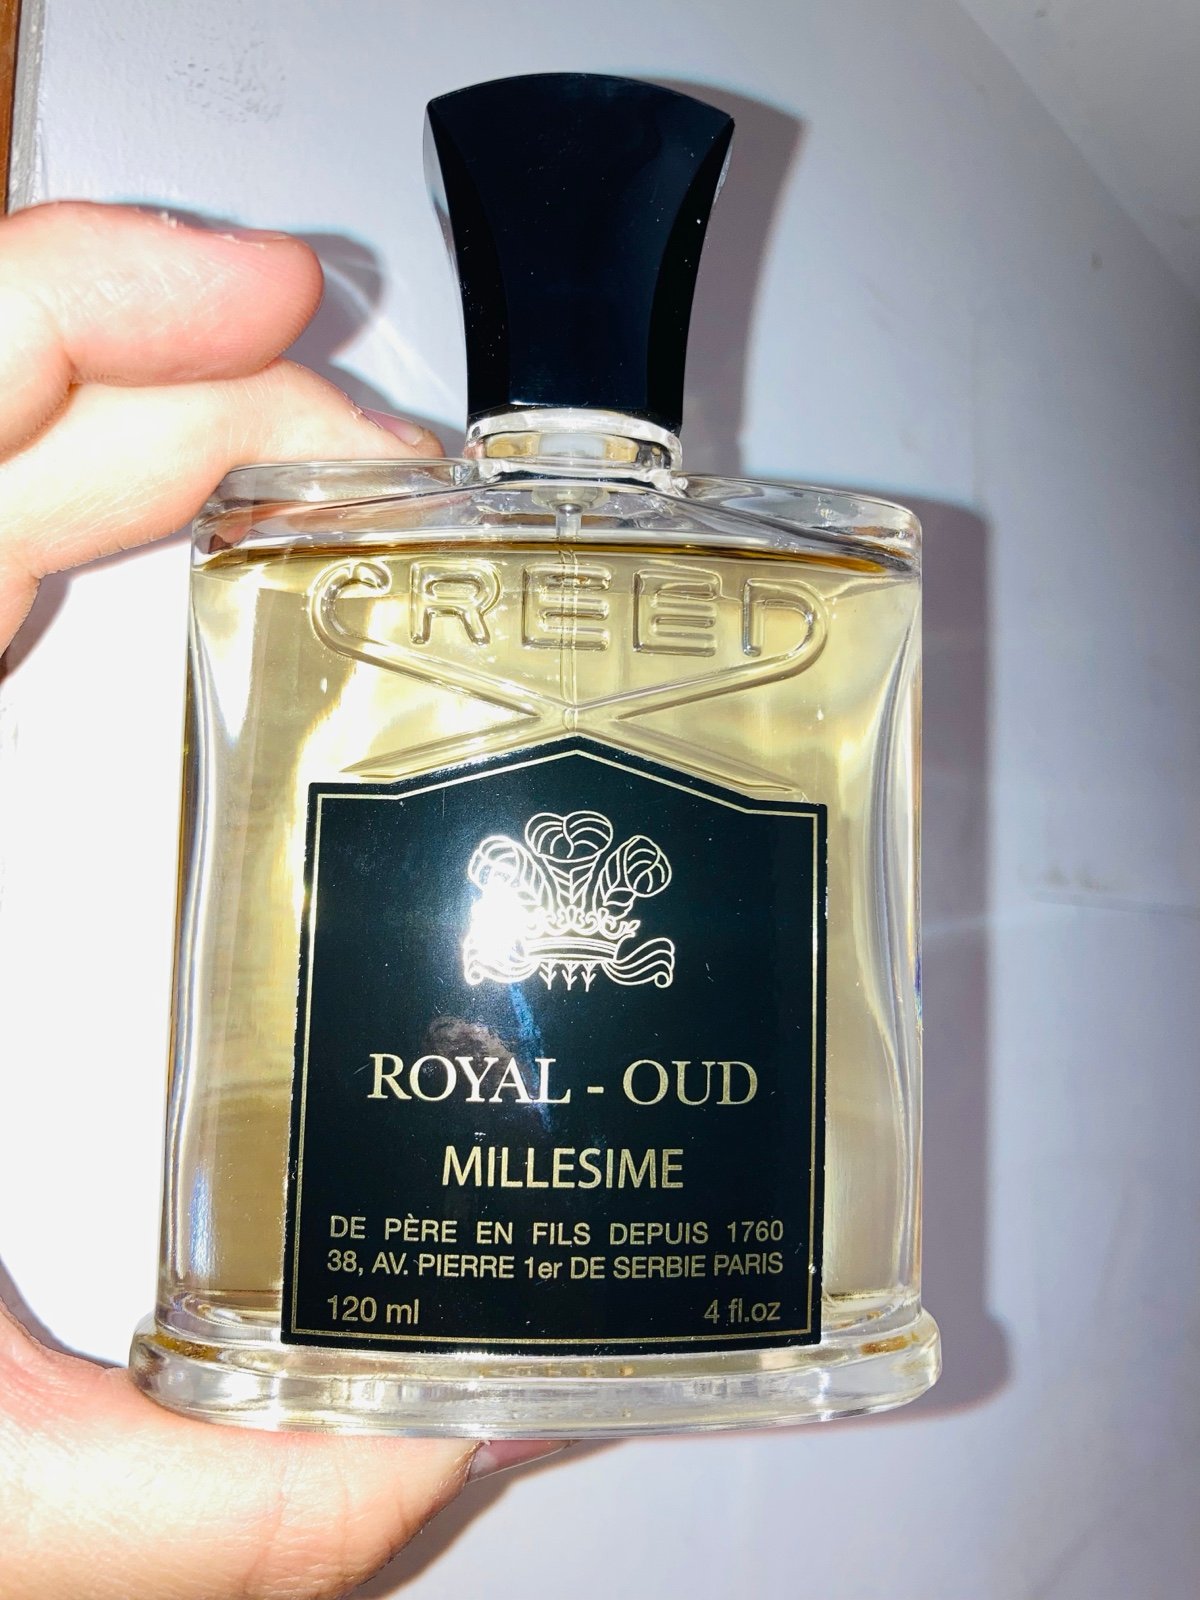 CREED
ROYAL - OUD
MILLESIME
DE PÈRE EN FILS DEPUIS 1760
38, AV. PIERRE 1er DE SERBIE PARIS
120 ml 4 fl.oz